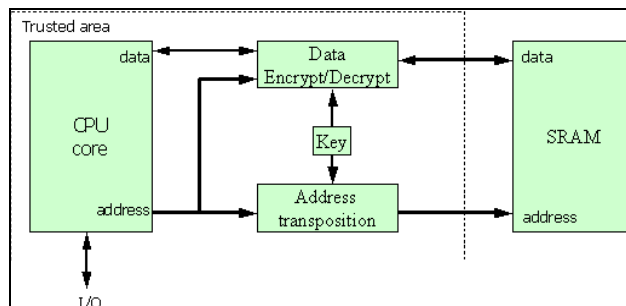 Trusted area
data
Data
Encrypt/Decrypt
data
CPU
core
Key
SRAM
address
Address
transposition
address
I/O